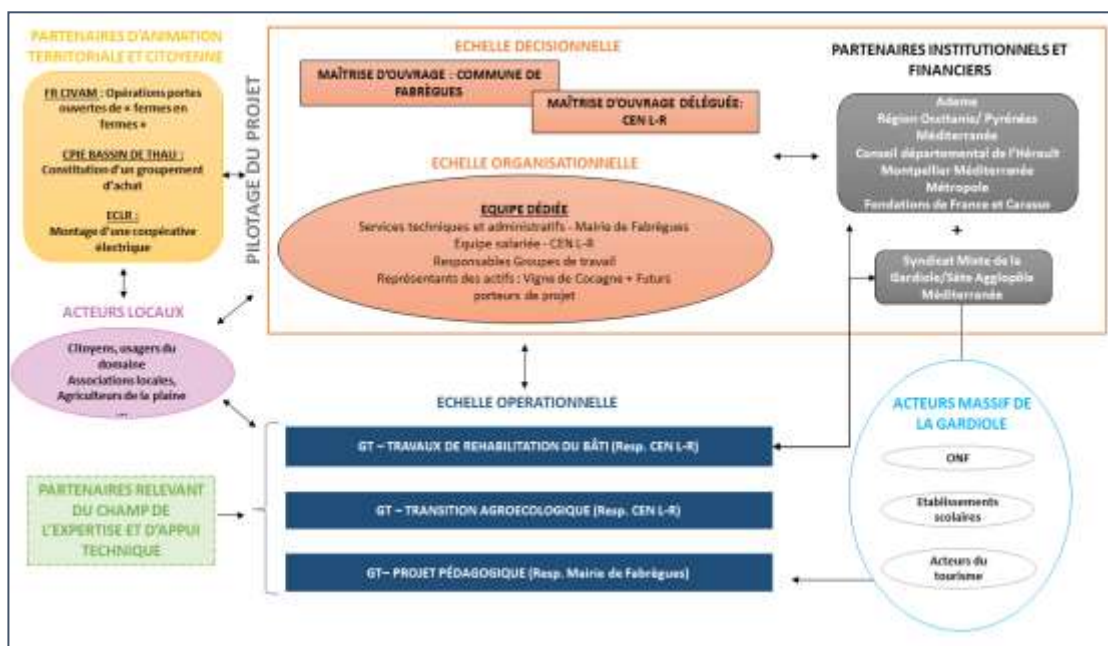 PARTENAIRES D'ANIMATION
TERRITORIALE ET CITOYENNE
FR CIVAM : Opérations portes
ouvertes de « fermes en
fermes »
CPIE BASSIN DE THAU :
Constitution d'un groupement
d'achat
ECLR :
Montage d'une coopérative
électrique
ACTEURS LOCAUX
Citoyens, usagers du
domaine
Associations locales,
Agriculteurs de la plaine
...
PARTENAIRES RELEVANT
DU CHAMP DE
L'EXPERTISE ET D'APPUI
TECHNIQUE
PILOTAGE DU PROJET
ECHELLE DECISIONNELLE
MAÎTRISE D'OUVRAGE : COMMUNE DE
FABRÈGUES
MAÎTRISE D'OUVRAGE DÉLÉGUÉE:
CEN L-R
ECHELLE ORGANISATIONNELLE
EQUIPE DÉDIÉE
Services techniques et administratifs - Mairie de Fabrègues
Equipe salariée - CEN L-R
Responsables Groupes de travail
Représentants des actifs : Vigne de Cocagne + Futurs
porteurs de projet
PARTENAIRES INSTITUTIONNELS ET
FINANCIERS
Ademe
Région Occitanie/ Pyrénées
Méditerranée
Conseil départemental de l'Hérault
Montpellier Méditerranée
Métropole
Fondations de France et Carasso
+
Syndicat Mixte de la
Gardiole/Sète Agglopôle
Méditerranée
ECHELLE OPERATIONNELLE
GT – TRAVAUX DE REHABILITATION DU BÂTI (Resp. CEN L-R)
GT – TRANSITION AGROECOLOGIQUE (Resp. CEN L-R)
GT– PROJET PÉDAGOGIQUE (Resp. Mairie de Fabrègues)
ACTEURS MASSIF DE
LA GARDIOLE
ONF
Etablissements
scolaires
Acteurs du
tourisme